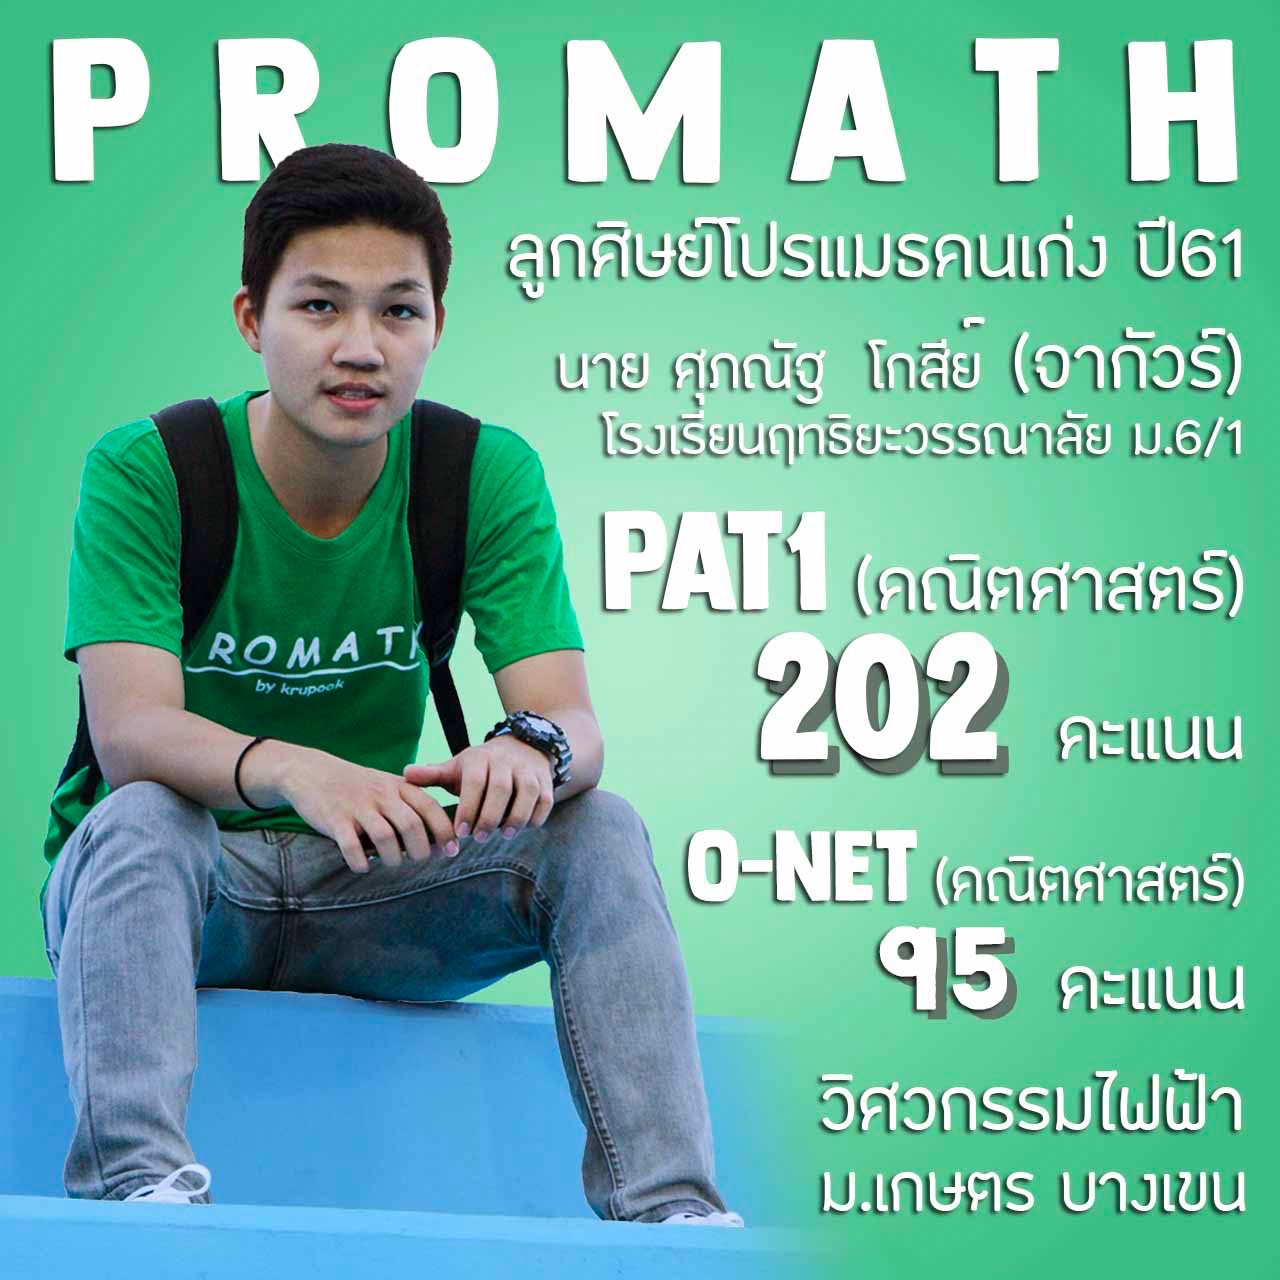 PROMATH
ลูกศิษย์โปรแมธคนเก่ง ปี61
นาย ศุภณัฐ โกสีย์ (จากัวร์)
โรงเรียนฤทธิยะวรรณาลัย ม.6/1
PAT1 (คณิตศาสตร์)
202 คะแนน
O-NET (คณิตศาสตร์)
95 คะแนน
วิศวกรรมไฟฟ้า
ม.เกษตร บางเขน
ROMATH
by krupook